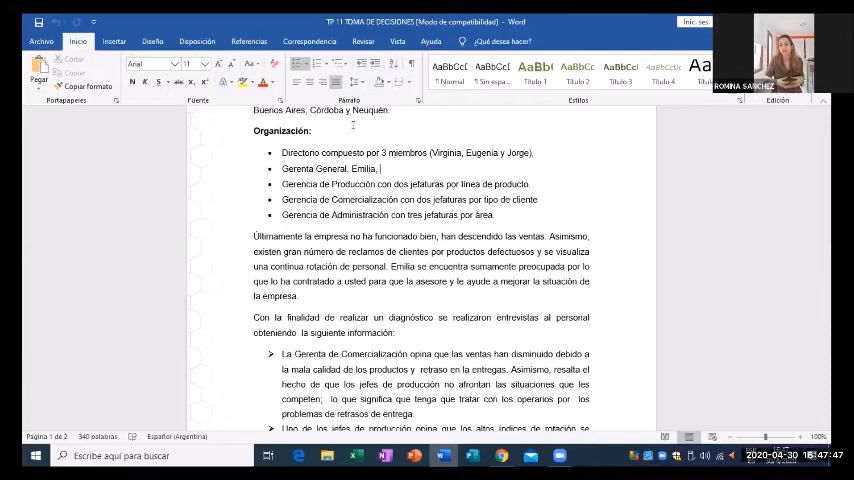 TP 11 TOMA DE DECISIONES [Modo de compatibilidad] - Word
Inic. ses.
Archivo Inicio Insertar Diseño Disposición Referencias Correspondencia Revisar Vista Ayuda ¿Qué desea hacer?
Pegar
Cortar
Copiar
Copiar formato
Arial 11
N K S abc x₂ x²
AaBbCcDc AaBbCcDc AaBbC AaBbCc AaBbCc AaBbCcD Aa
¶ Normal ¶ Sin espa... Título 1 Título 2 Título 3 Título 4
ROMINA SANCHEZ
Portapapeles Fuente Párrafo Estilos Edición
Buenos Aires, Córdoba y Neuquén.
Organización:
• Directorio compuesto por 3 miembros (Virginia, Eugenia y Jorge),
• Gerenta General, Emilia,
• Gerencia de Producción con dos jefaturas por línea de producto.
• Gerencia de Comercialización con dos jefaturas por tipo de cliente
• Gerencia de Administración con tres jefaturas por área.
Últimamente la empresa no ha funcionado bien, han descendido las ventas. Asimismo,
existen gran número de reclamos de clientes por productos defectuosos y se visualiza
una continua rotación de personal. Emilia se encuentra sumamente preocupada por lo
que lo ha contratado a usted para que la asesore y le ayude a mejorar la situación de
la empresa.
Con la finalidad de realizar un diagnóstico se realizaron entrevistas al personal
obteniendo la siguiente información:
➢ La Gerenta de Comercialización opina que las ventas han disminuido debido a
la mala calidad de los productos y retraso en la entregas. Asimismo, resalta el
hecho de que los jefes de producción no afrontan las situaciones que les
competen; lo que significa que tenga que tratar con los operarios por los
problemas de retrasos de entrega.
➢ Uno de los jefes de producción opina que los altos índices de rotación se
Página 1 de 2 340 palabras Español (Argentina) 100%
Escribe aquí para buscar
2020-04-30 16:47:47